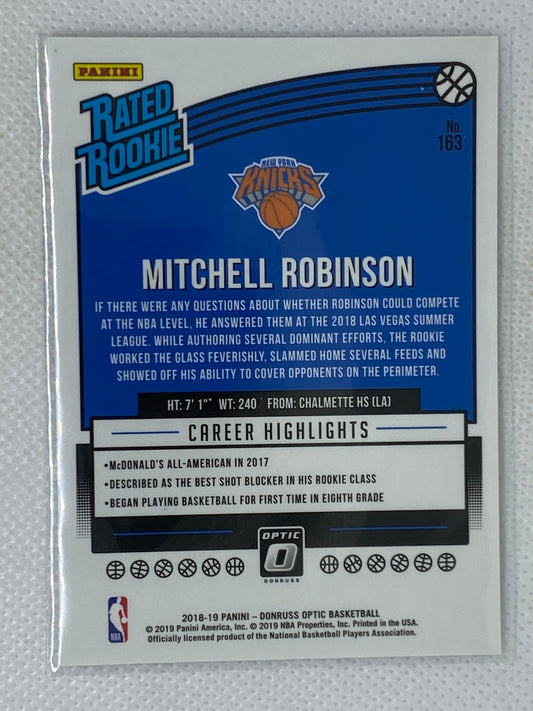 PANINI
RATED
ROOKIE
No.
163
NEW YORK
KNICKS
MITCHELL ROBINSON
IF THERE WERE ANY QUESTIONS ABOUT WHETHER ROBINSON COULD COMPETE
AT THE NBA LEVEL, HE ANSWERED THEM AT THE 2018 LAS VEGAS SUMMER
LEAGUE. WHILE AUTHORING SEVERAL DOMINANT EFFORTS, THE ROOKIE
WORKED THE GLASS FEVERISHLY, SLAMMED HOME SEVERAL FEEDS AND
SHOWED OFF HIS ABILITY TO COVER OPPONENTS ON THE PERIMETER.
HT: 7' 1" WT: 240 FROM: CHALMETTE HS (LA)
CAREER HIGHLIGHTS
•McDONALD'S ALL-AMERICAN IN 2017
•DESCRIBED AS THE BEST SHOT BLOCKER IN HIS ROOKIE CLASS
•BEGAN PLAYING BASKETBALL FOR FIRST TIME IN EIGHTH GRADE
OPTIC
DONRUSS
NBA
2018-19 PANINI – DONRUSS OPTIC BASKETBALL
© 2019 Panini America, Inc. © 2019 NBA Properties, Inc. Printed in the USA.
Officially licensed product of the National Basketball Players Association.